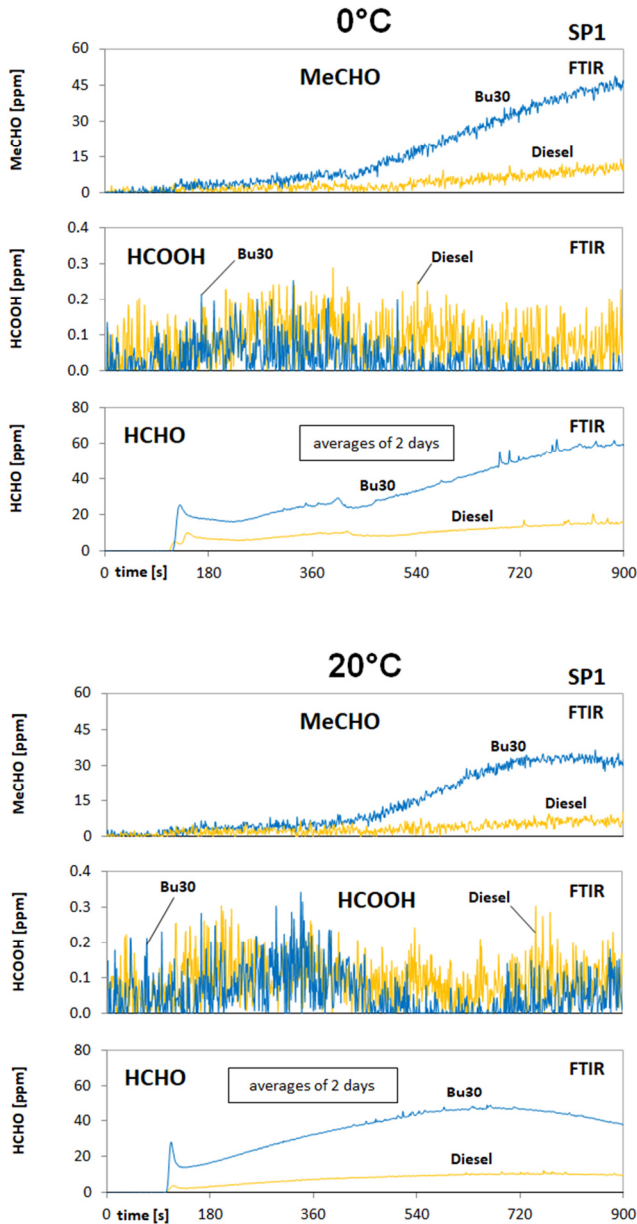 0°C
SP1
MeCHO [ppm]
60
45
30
15
0
MeCHO
FTIR
Bu30
Diesel
HCOOH [ppm]
0.4
0.3
0.2
0.1
0.0
HCOOH
Bu30
Diesel
FTIR
HCHO [ppm]
80
60
40
20
0
HCHO
averages of 2 days
FTIR
Bu30
Diesel
0 time [s] 180 360 540 720 900
20°C
SP1
MeCHO [ppm]
60
45
30
15
0
MeCHO
FTIR
Bu30
Diesel
HCOOH [ppm]
0.4
0.3
0.2
0.1
0.0
Bu30
HCOOH
Diesel
FTIR
HCHO [ppm]
80
60
40
20
0
HCHO
averages of 2 days
FTIR
Bu30
Diesel
0 time [s] 180 360 540 720 900